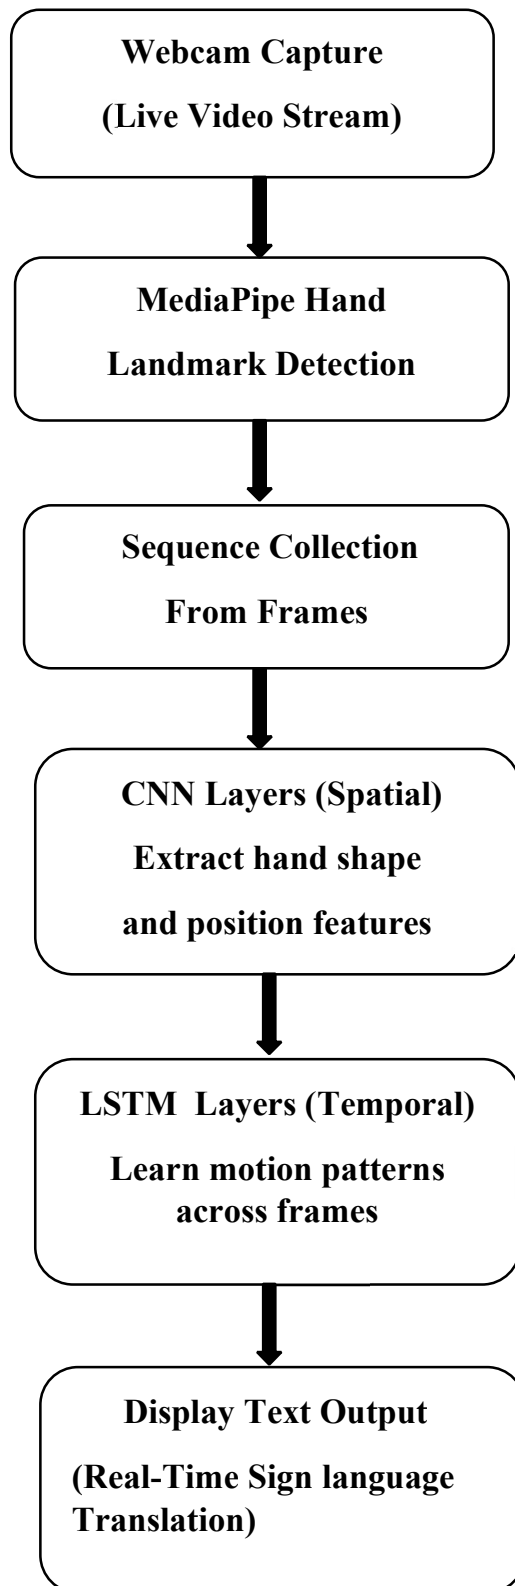 Webcam Capture
(Live Video Stream)
MediaPipe Hand
Landmark Detection
Sequence Collection
From Frames
CNN Layers (Spatial)
Extract hand shape
and position features
LSTM  Layers (Temporal)
Learn motion patterns
across frames
Display Text Output
(Real-Time Sign language
Translation)